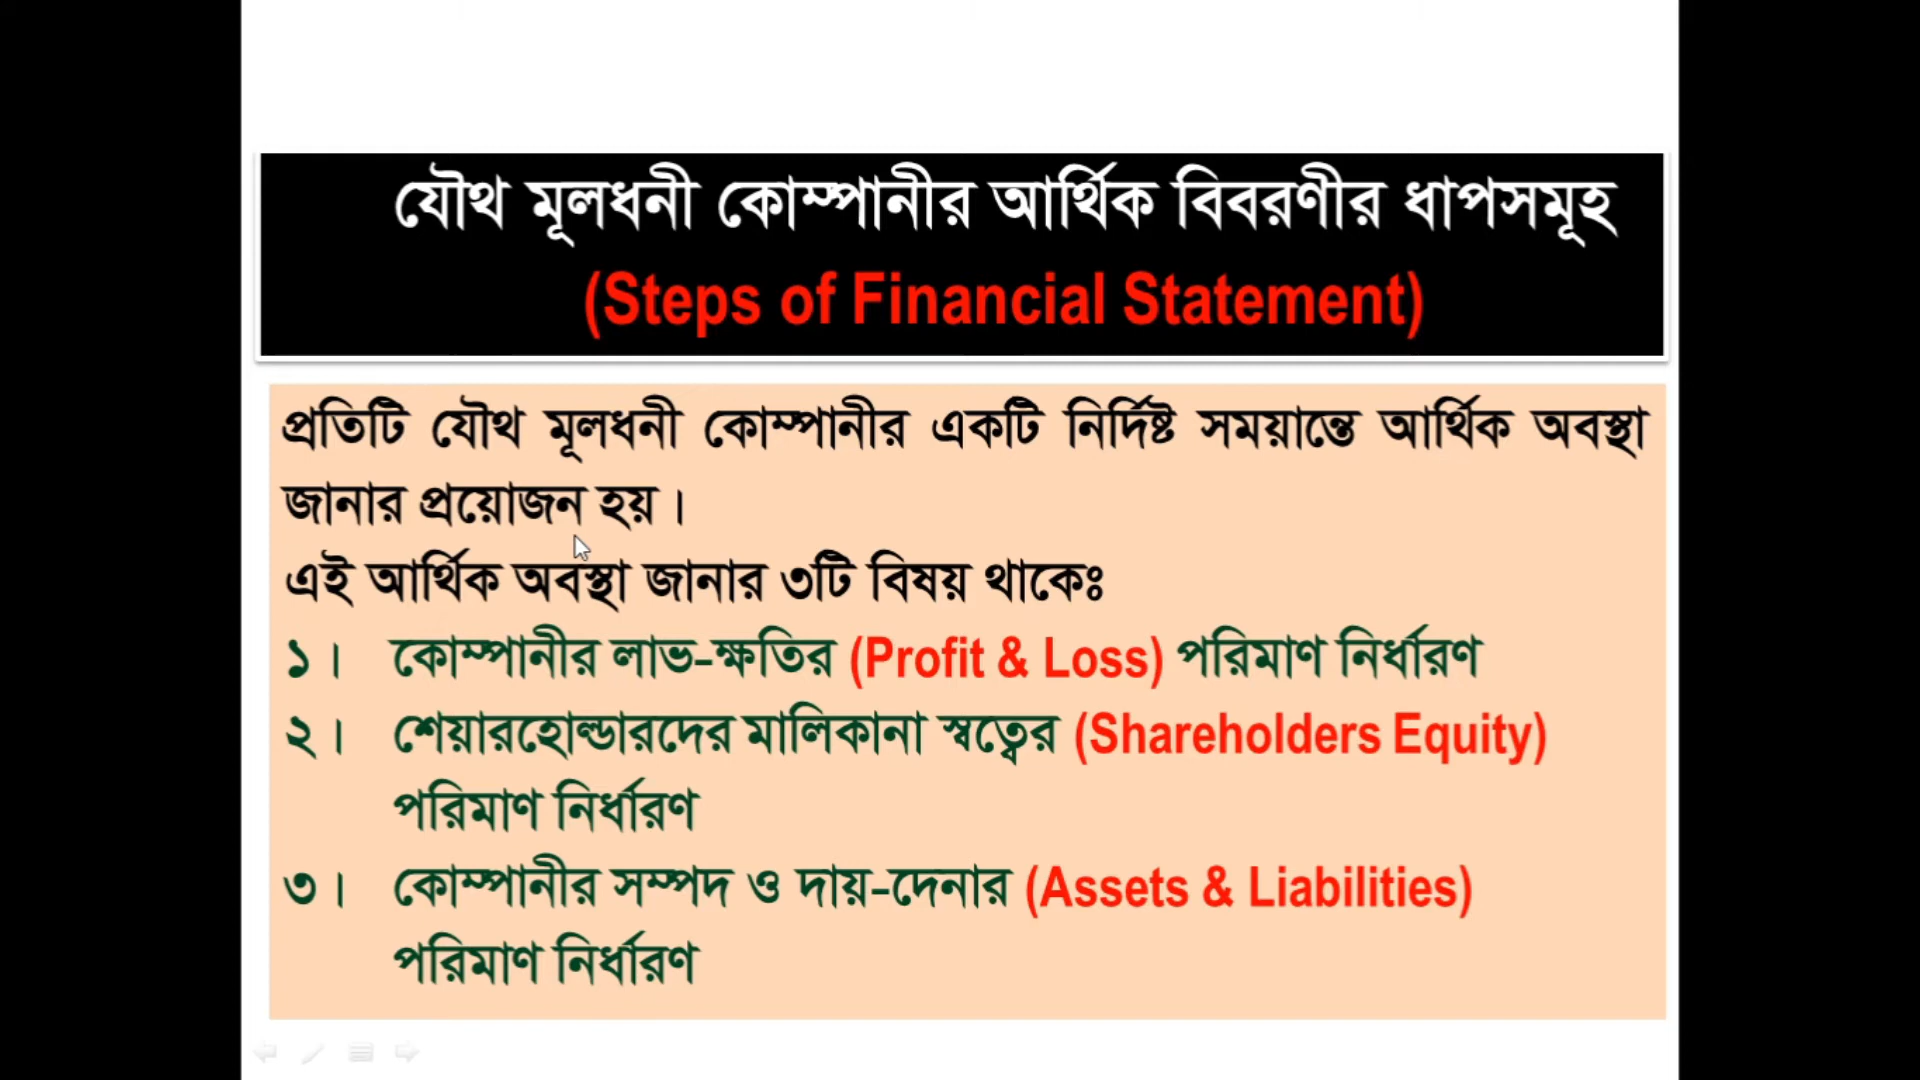 যৌথ মূলধনী কোম্পানীর আর্থিক বিবরণীর ধাপসমূহ
(Steps of Financial Statement)
প্রতিটি যৌথ মূলধনী কোম্পানীর একটি নির্দিষ্ট সময়ান্তে আর্থিক অবস্থা
জানার প্রয়োজন হয়।
এই আর্থিক অবস্থা জানার ৩টি বিষয় থাকেঃ
১। কোম্পানীর লাভ-ক্ষতির (Profit & Loss) পরিমাণ নির্ধারণ
২। শেয়ারহোল্ডারদের মালিকানা স্বত্বের (Shareholders Equity)
পরিমাণ নির্ধারণ
৩। কোম্পানীর সম্পদ ও দায়-দেনার (Assets & Liabilities)
পরিমাণ নির্ধারণ